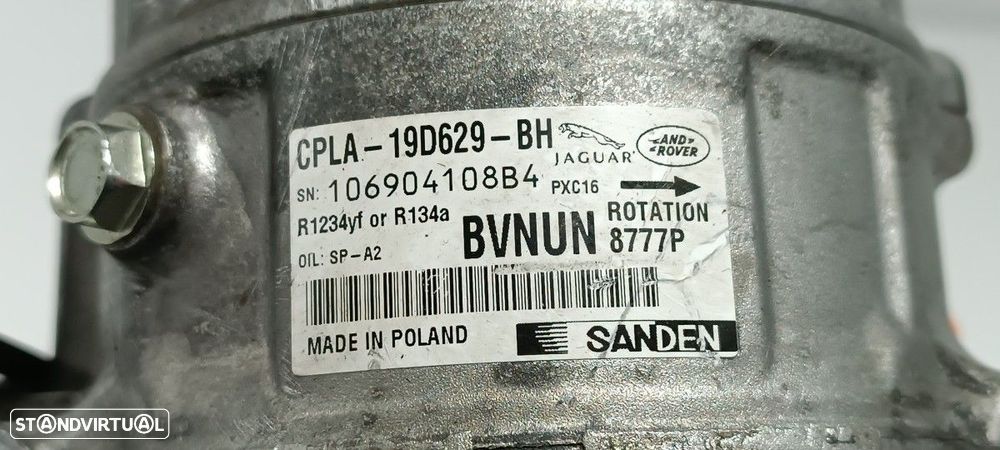 CPLA-19D629-BH
JAGUAR
LAND ROVER
SN: 106904108B4 PXC16
R1234yf or R134a
BVNUN
ROTATION
8777P
OIL: SP-A2
MADE IN POLAND
SANDEN
STANDVIRTUAL